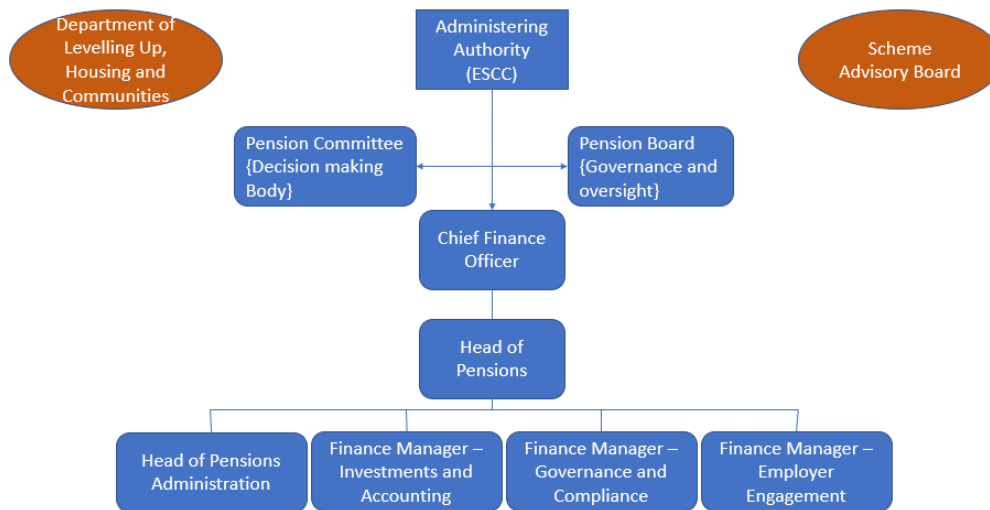 Department of
Levelling Up,
Housing and
Communities
Administering
Authority
(ESCC)
Scheme
Advisory Board
Pension Committee
{Decision making
Body}
Pension Board
{Governance and
oversight}
Chief Finance
Officer
Head of
Pensions
Head of Pensions
Administration
Finance Manager –
Investments and
Accounting
Finance Manager –
Governance and
Compliance
Finance Manager –
Employer
Engagement